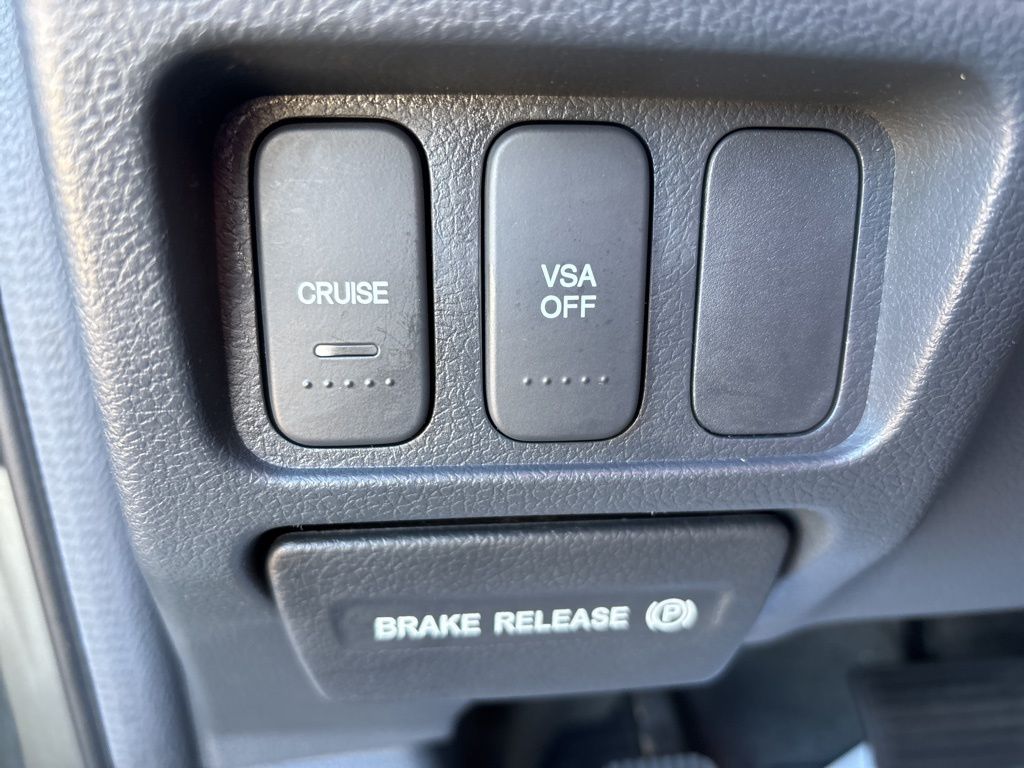 CRUISE
VSA
OFF
BRAKE RELEASE (P)